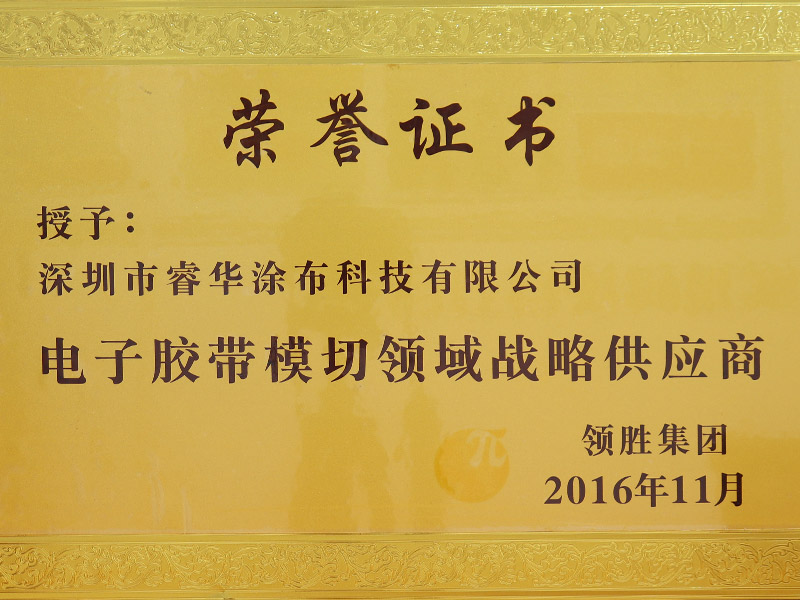 荣誉证书
授予：
深圳市睿华涂布科技有限公司
电子胶带模切领域战略供应商
领胜集团
2016年11月
π